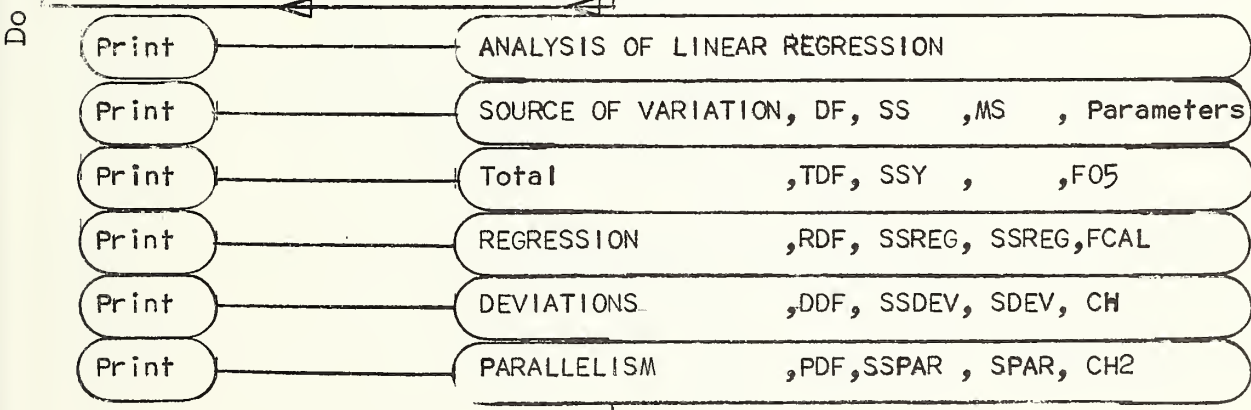 Do
Print ANALYSIS OF LINEAR REGRESSION
Print SOURCE OF VARIATION, DF, SS ,MS , Parameters
Print Total ,TDF, SSY , ,F05
Print REGRESSION ,RDF, SSREG, SSREG,FCAL
Print DEVIATIONS ,DDF, SSDEV, SDEV, CH
Print PARALLELISM ,PDF,SSPAR , SPAR, CH2